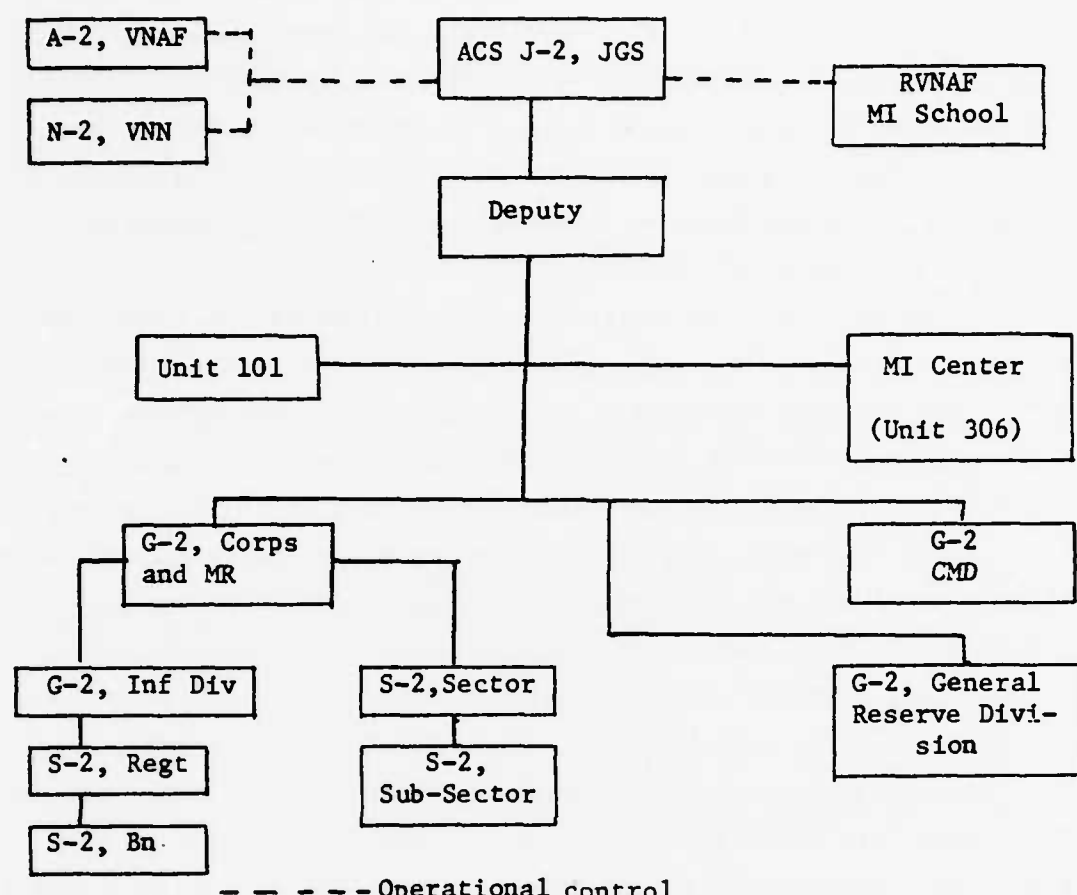 A-2, VNAF
N-2, VNN
ACS J-2, JGS
RVNAF
MI School
Deputy
Unit 101
MI Center
(Unit 306)
G-2, Corps
and MR
G-2
CMD
G-2, Inf Div
S-2,Sector
G-2, General
Reserve Divi-
sion
S-2, Regt
S-2,
Sub-Sector
S-2, Bn
Operational control